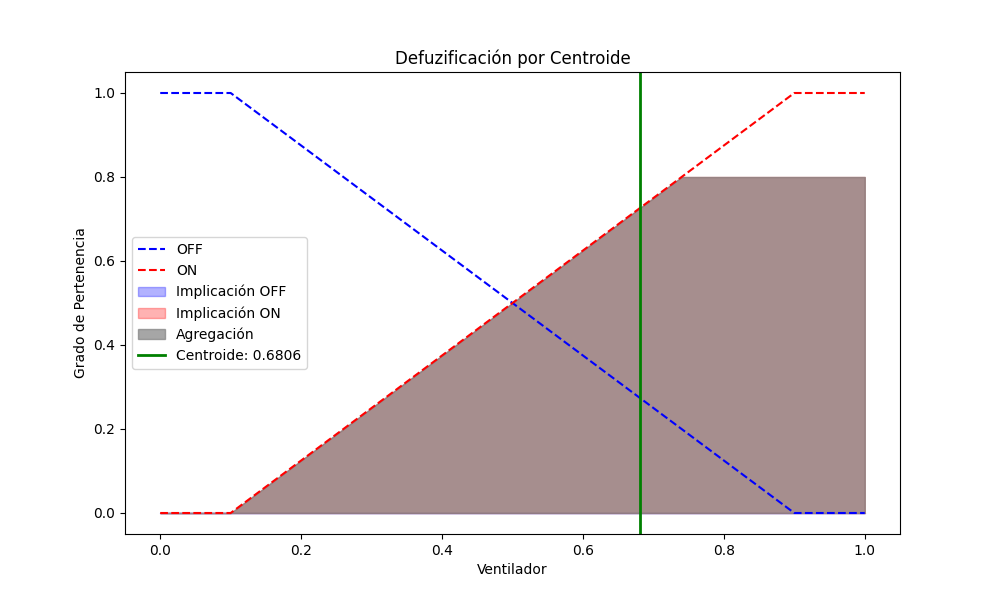 Defuzificación por Centroide
Grado de Pertenencia
1.0
0.8
0.6
0.4
0.2
0.0
OFF
ON
Implicación OFF
Implicación ON
Agregación
Centroide: 0.6806
0.0
0.2
0.4
0.6
0.8
1.0
Ventilador